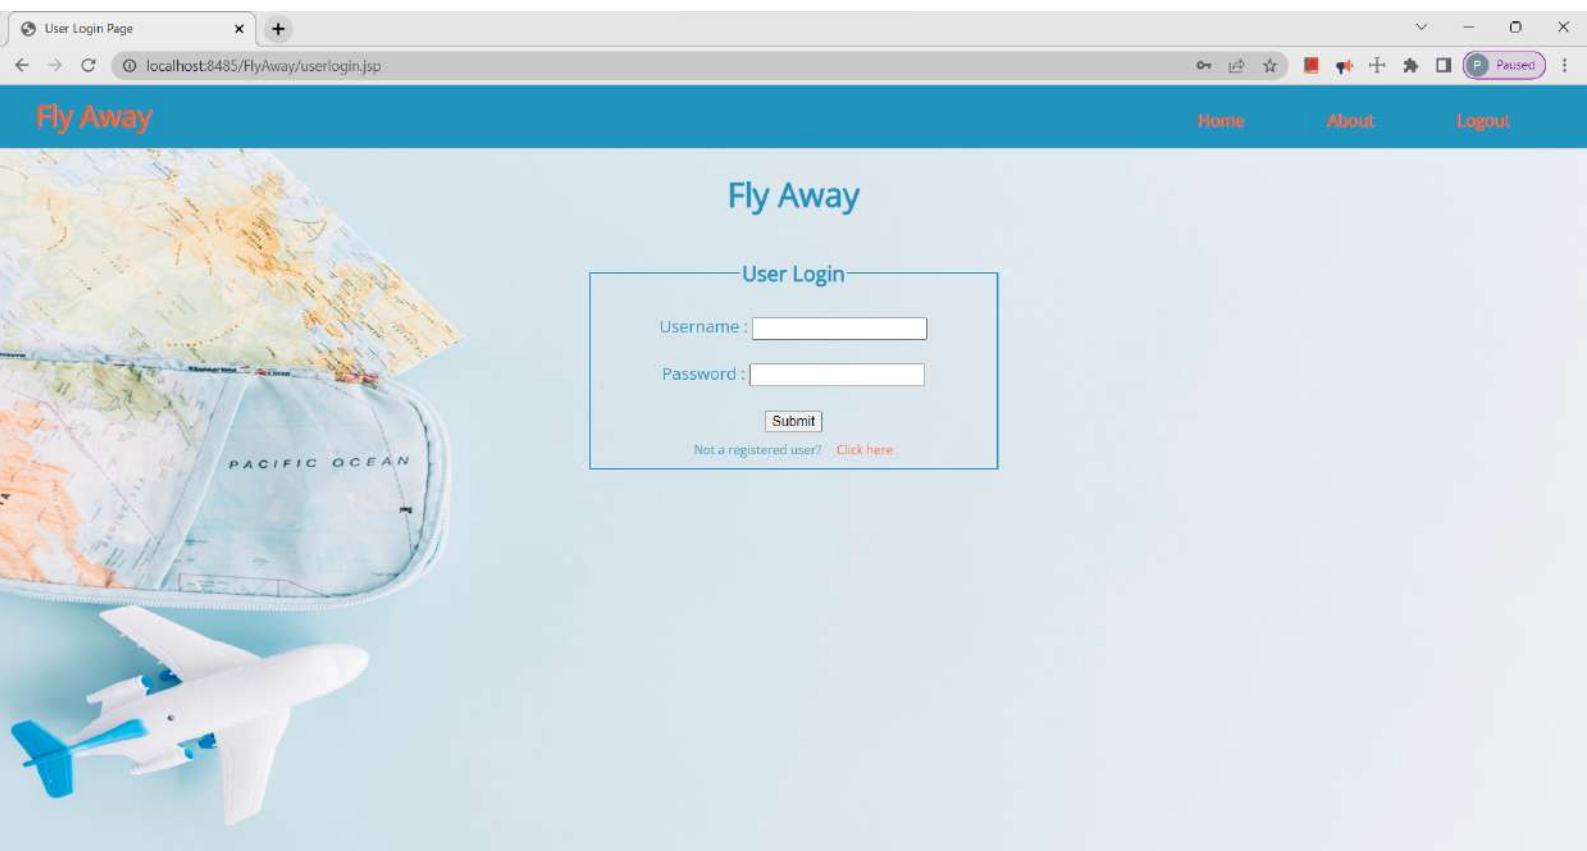 User Login Page
localhost:8485/FlyAway/userlogin.jsp
P Paused
Fly Away
Home About Logout
Fly Away
User Login
Username :
Password :
Submit
Not a registered user? Click here
PACIFIC OCEAN